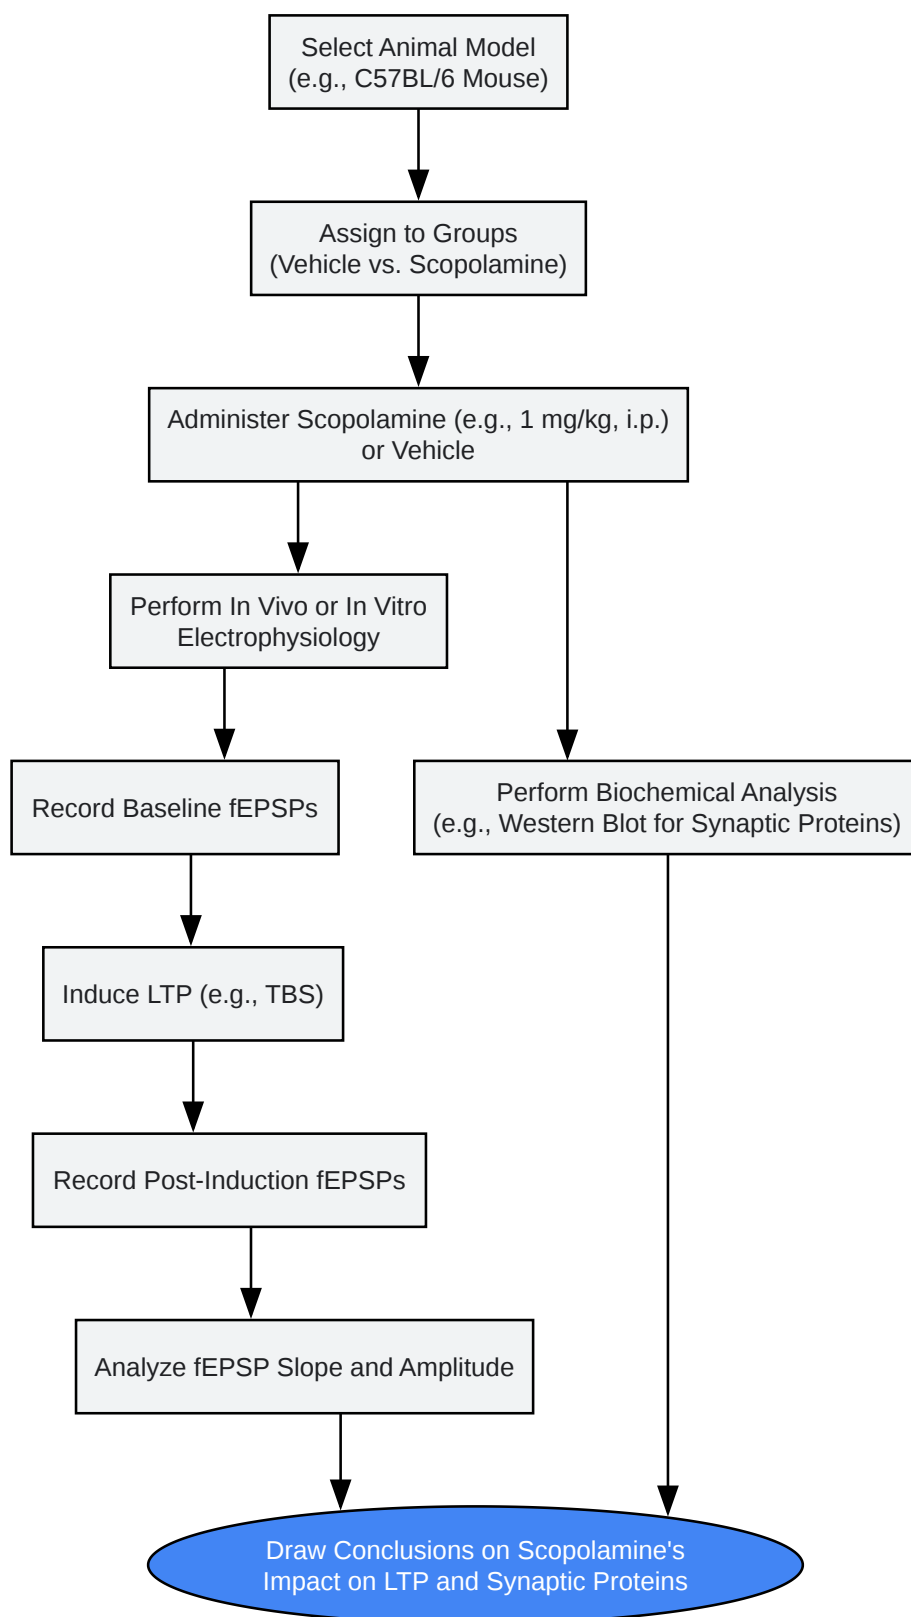 Select Animal Model
(e.g., C57BL/6 Mouse)
Assign to Groups
(Vehicle vs. Scopolamine)
Administer Scopolamine (e.g., 1 mg/kg, i.p.)
or Vehicle
Perform In Vivo or In Vitro
Electrophysiology
Record Baseline fEPSPs
Perform Biochemical Analysis
(e.g., Western Blot for Synaptic Proteins)
Induce LTP (e.g., TBS)
Record Post-Induction fEPSPs
Analyze fEPSP Slope and Amplitude
Draw Conclusions on Scopolamine's
Impact on LTP and Synaptic Proteins